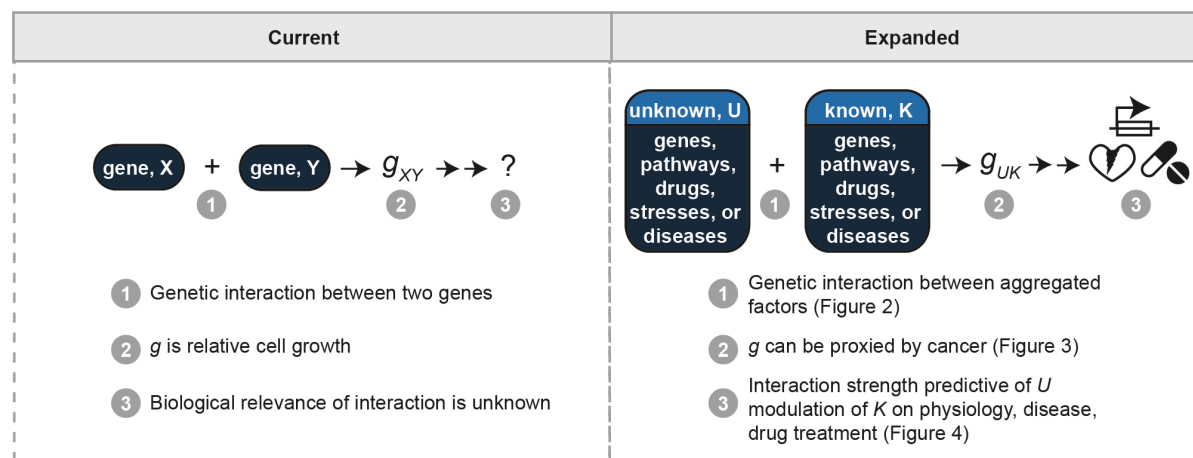 Current
gene, X + gene, Y → g_XY → → ?
1 2 3
1 Genetic interaction between two genes
2 g is relative cell growth
3 Biological relevance of interaction is unknown
Expanded
unknown, U
genes,
pathways,
drugs,
stresses, or
diseases
+
known, K
genes,
pathways,
drugs,
stresses, or
diseases
→ g_UK → →
1 2 3
1 Genetic interaction between aggregated
factors (Figure 2)
2 g can be proxied by cancer (Figure 3)
3 Interaction strength predictive of U
modulation of K on physiology, disease,
drug treatment (Figure 4)